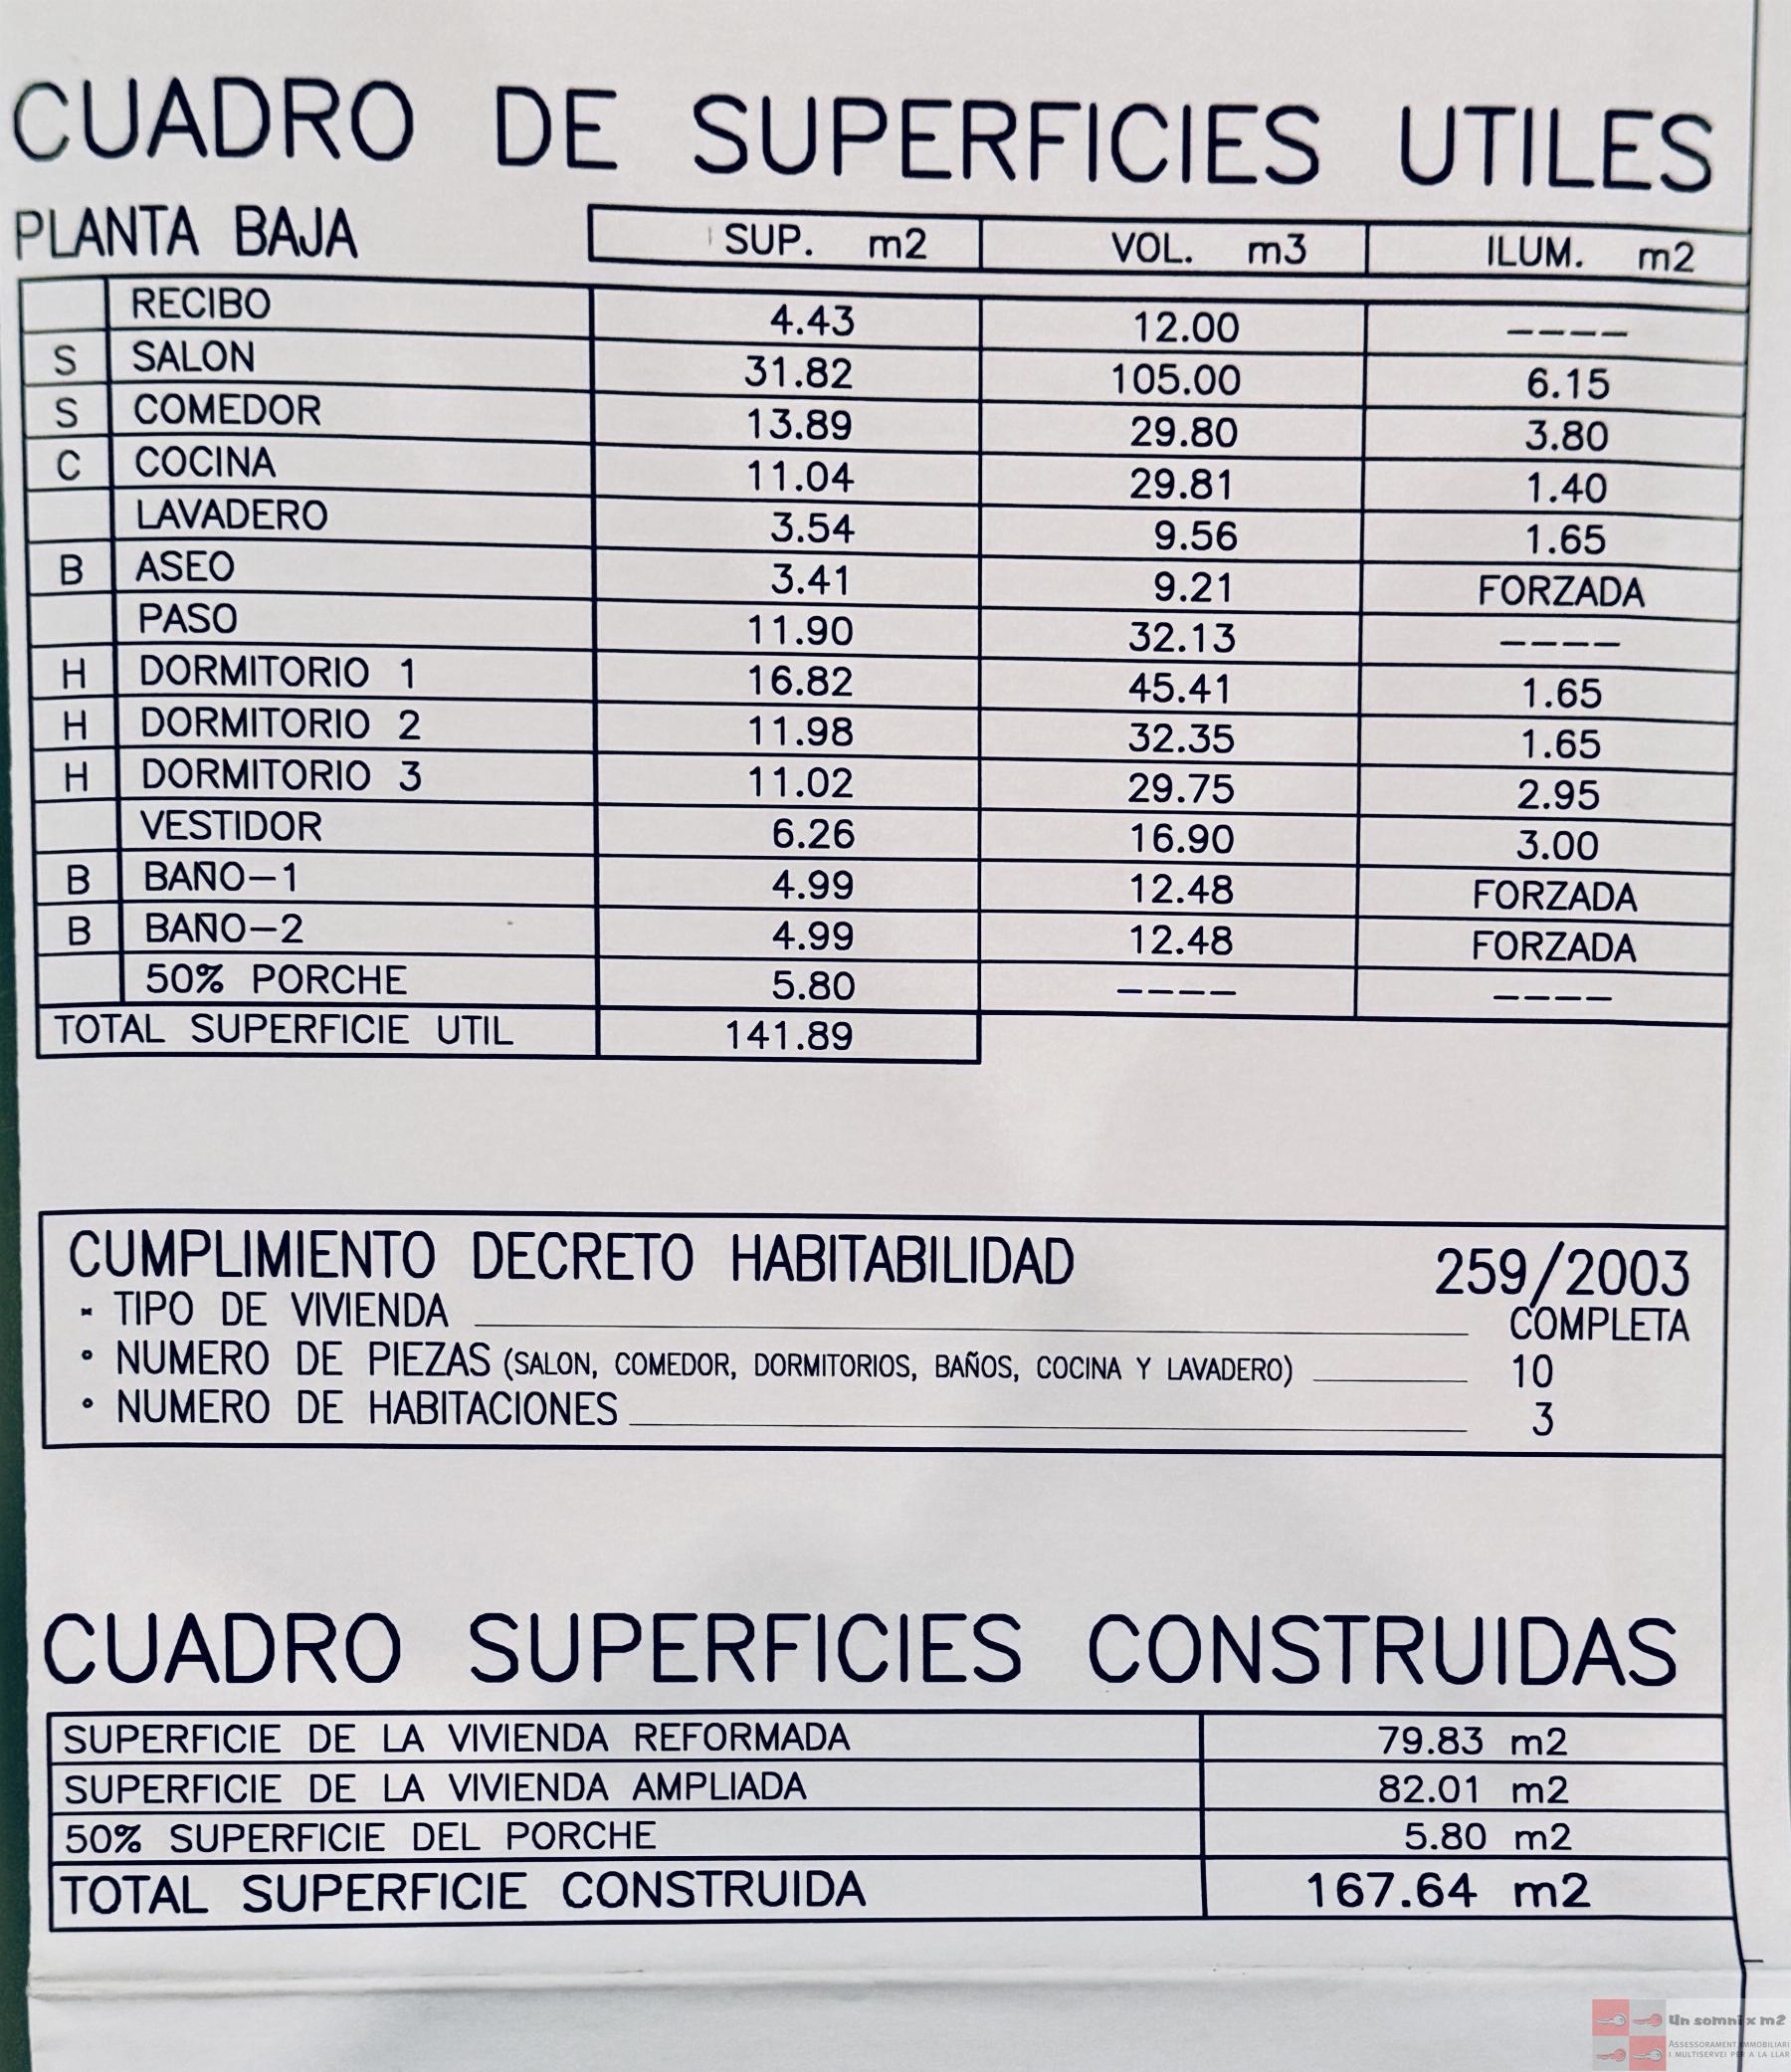 CUADRO DE SUPERFICIES UTILES
PLANTA BAJA SUP. m2 VOL. m3 ILUM. m2
RECIBO 4.43 12.00 ----
S SALON 31.82 105.00 6.15
S COMEDOR 13.89 29.80 3.80
C COCINA 11.04 29.81 1.40
LAVADERO 3.54 9.56 1.65
B ASEO 3.41 9.21 FORZADA
PASO 11.90 32.13 ----
H DORMITORIO 1 16.82 45.41 1.65
H DORMITORIO 2 11.98 32.35 1.65
H DORMITORIO 3 11.02 29.75 2.95
VESTIDOR 6.26 16.90 3.00
B BAÑO-1 4.99 12.48 FORZADA
B BAÑO-2 4.99 12.48 FORZADA
50% PORCHE 5.80 ---- ----
TOTAL SUPERFICIE UTIL 141.89
CUMPLIMIENTO DECRETO HABITABILIDAD 259/2003
- TIPO DE VIVIENDA COMPLETA
° NUMERO DE PIEZAS (SALON, COMEDOR, DORMITORIOS, BAÑOS, COCINA Y LAVADERO) 10
° NUMERO DE HABITACIONES 3
CUADRO SUPERFICIES CONSTRUIDAS
SUPERFICIE DE LA VIVIENDA REFORMADA 79.83 m2
SUPERFICIE DE LA VIVIENDA AMPLIADA 82.01 m2
50% SUPERFICIE DEL PORCHE 5.80 m2
TOTAL SUPERFICIE CONSTRUIDA 167.64 m2
Un somni x m2
ASSESSORAMENT IMMOBILIARI
I MULTISERVEI PER A LA LLAR